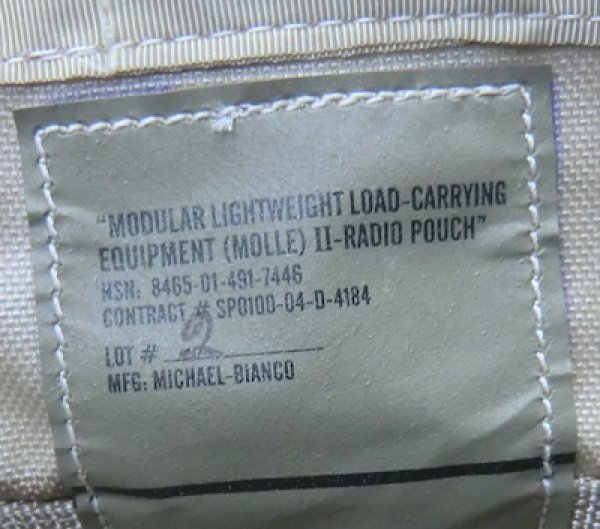 "MODULAR LIGHTWEIGHT LOAD-CARRYING
EQUIPMENT (MOLLE) II-RADIO POUCH"
NSN: 8465-01-491-7446
CONTRACT # SP0100-04-D-4184
LOT # 2
MFG: MICHAEL-BIANCO